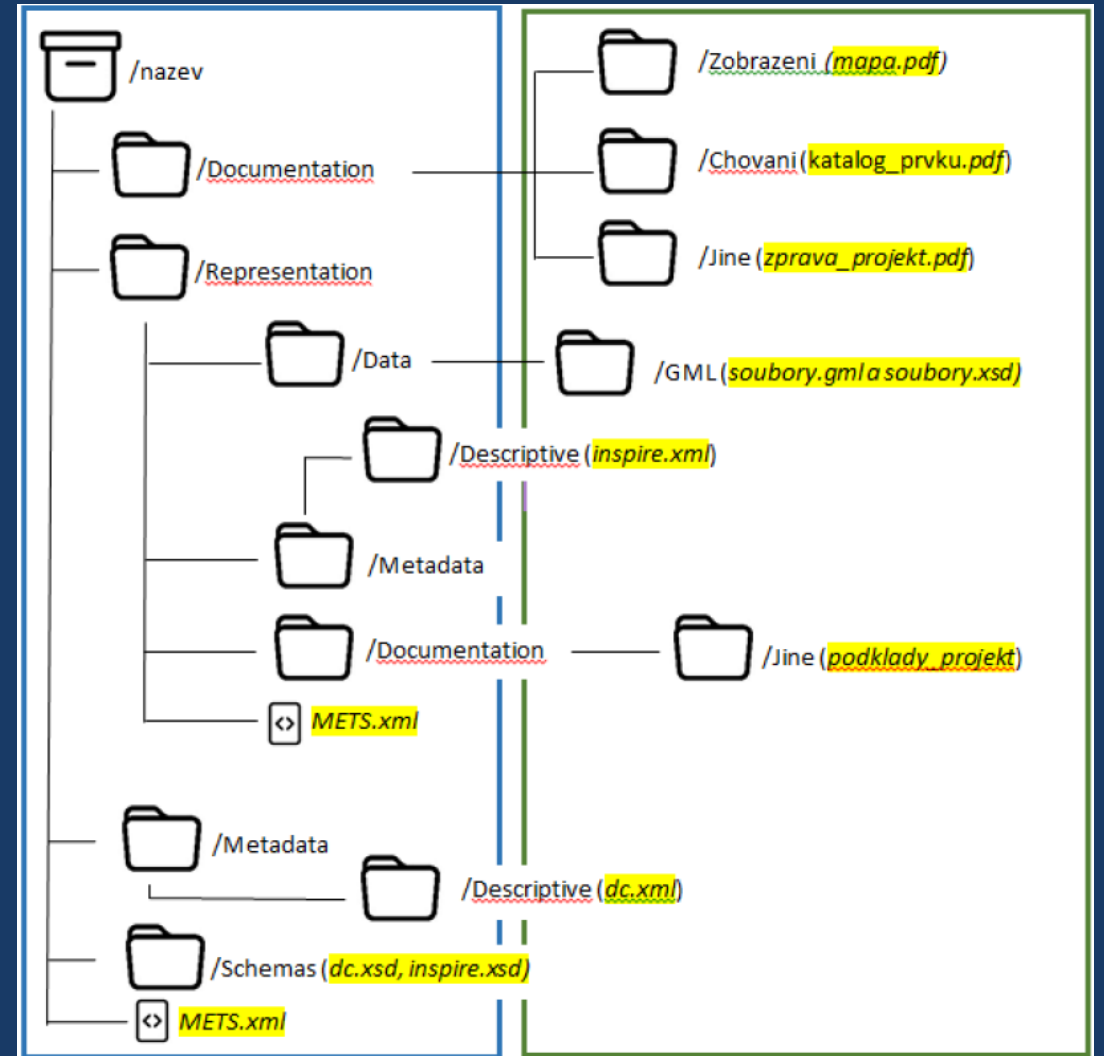 /nazev
/Zobrazeni (mapa.pdf)
/Documentation
/Chovani (katalog_prvku.pdf)
/Jine (zprava_projekt.pdf)
/Representation
/Data
/GML (soubory.gml a soubory.xsd)
/Descriptive (inspire.xml)
/Metadata
/Documentation
/Jine (podklady_projekt)
METS.xml
/Metadata
/Descriptive (dc.xml)
/Schemas (dc.xsd, inspire.xsd)
METS.xml